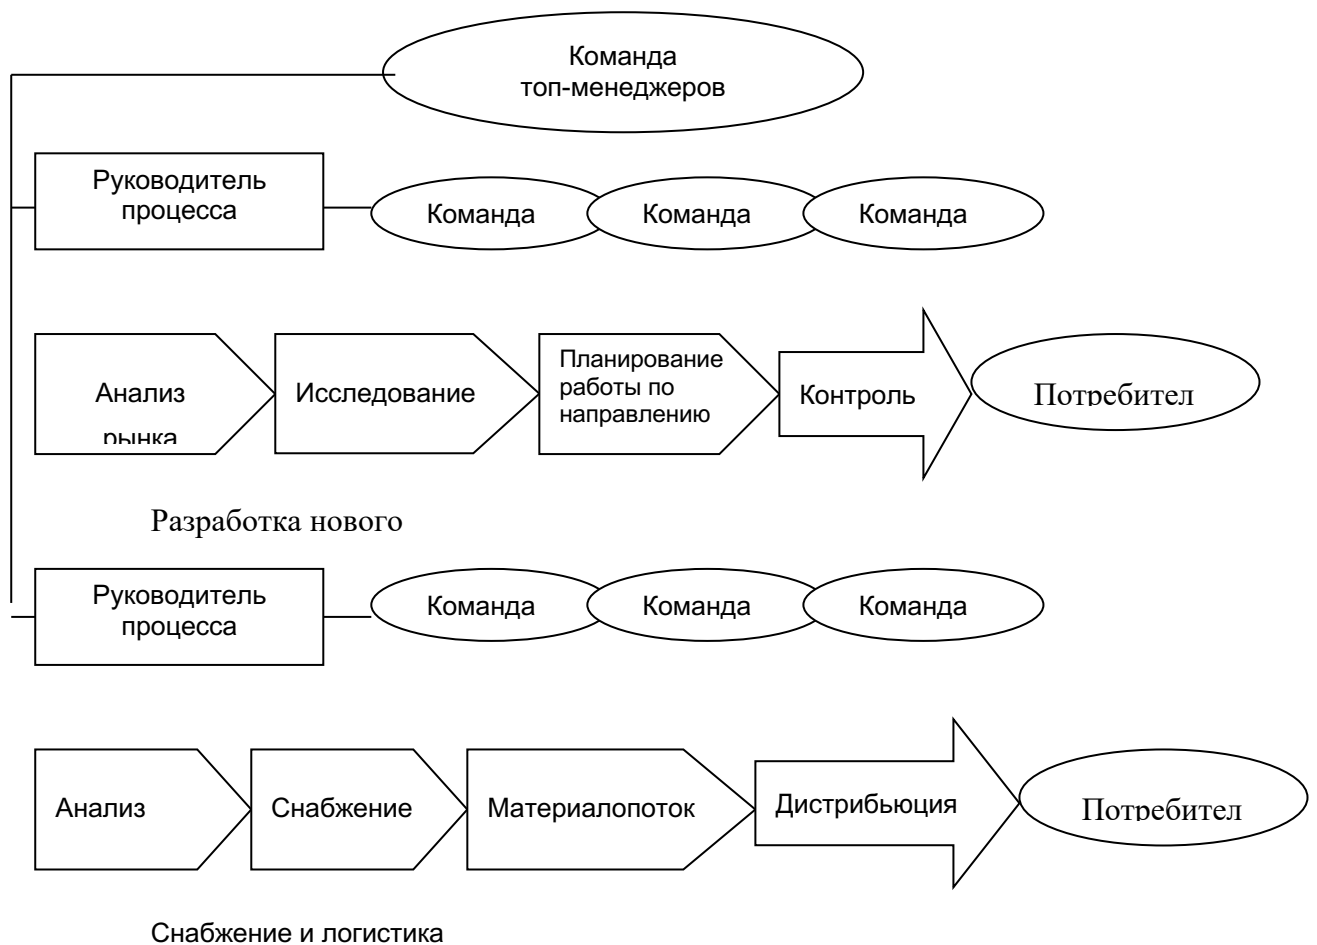 Команда
топ-менеджеров
Руководитель
процесса
Команда
Команда
Команда
Анализ
рынка
Исследование
Планирование
работы по
направлению
Контроль
Потребител
Разработка нового
Руководитель
процесса
Команда
Команда
Команда
Анализ
Снабжение
Материалопоток
Дистрибьюция
Потребител
Снабжение и логистика